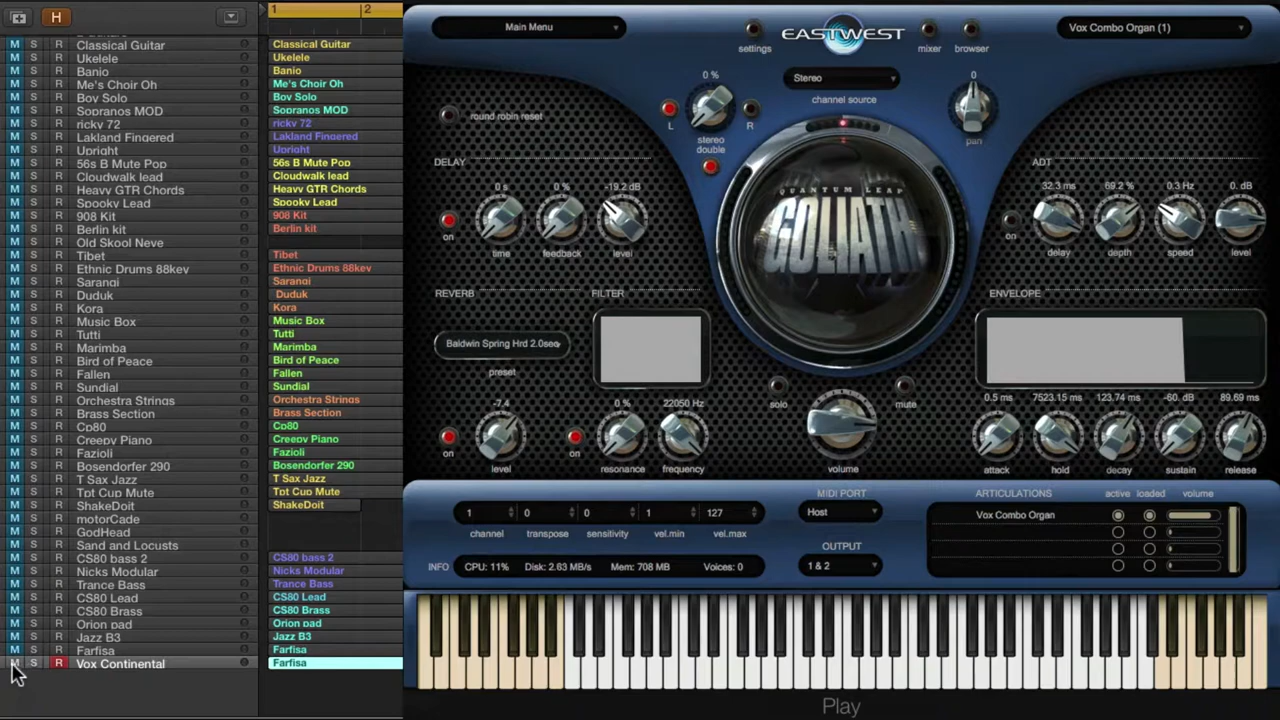 H
1
2
M S R Classical Guitar
Classical Guitar
M S R Ukelele
Ukelele
M S R Banjo
Banjo
M S R Me's Choir Oh
Me's Choir Oh
M S R Boy Solo
Boy Solo
M S R Sopranos MOD
Sopranos MOD
M S R ricky 72
ricky 72
M S R Lakland Fingered
Lakland Fingered
M S R Upright
Upright
M S R 56s B Mute Pop
56s B Mute Pop
M S R Cloudwalk lead
Cloudwalk lead
M S R Heavy GTR Chords
Heavy GTR Chords
M S R Spooky Lead
Spooky Lead
M S R 908 Kit
908 Kit
M S R Berlin kit
Berlin kit
M S R Old Skool Neve
M S R Tibet
Tibet
M S R Ethnic Drums 88key
Ethnic Drums 88key
M S R Sarangi
Sarangi
M S R Duduk
Duduk
M S R Kora
Kora
M S R Music Box
Music Box
M S R Tutti
Tutti
M S R Marimba
Marimba
M S R Bird of Peace
Bird of Peace
M S R Fallen
Fallen
M S R Sundial
Sundial
M S R Orchestra Strings
Orchestra Strings
M S R Brass Section
Brass Section
M S R Cp80
Cp80
M S R Creepy Piano
Creepy Piano
M S R Fazioli
Fazioli
M S R Bosendorfer 290
Bosendorfer 290
M S R T Sax Jazz
T Sax Jazz
M S R Tpt Cup Mute
Tpt Cup Mute
M S R ShakeDoit
ShakeDoit
M S R motorCade
M S R GodHead
M S R Sand and Locusts
M S R CS80 bass 2
CS80 bass 2
M S R Nicks Modular
Nicks Modular
M S R Trance Bass
Trance Bass
M S R CS80 Lead
CS80 Lead
M S R CS80 Brass
CS80 Brass
M S R Orion pad
Orion pad
M S R Jazz B3
Jazz B3
M S R Farfisa
Farfisa
M S R Vox Continental
Farfisa
Main Menu
settings
EASTWEST
mixer
browser
Vox Combo Organ (1)
0 %
Stereo
0
channel source
L
R
pan
stereo
double
round robin reset
QUANTUM LEAP
GOLIATH
DELAY
0 s 0 % -19.2 dB
on
time feedback level
ADT
32.3 ms 69.2 % 0.3 Hz 0. dB
on
delay depth speed level
REVERB
Baldwin Spring Hrd 2.0sec
preset
FILTER
ENVELOPE
-7.4
0 % 22050 Hz
on
level
on
resonance frequency
solo
mute
volume
0.5 ms 7523.15 ms 123.74 ms -60. dB 89.69 ms
attack hold decay sustain release
1 0 0 1 127
channel transpose sensitivity vel.min vel.max
MIDI PORT
Host
OUTPUT
1 & 2
INFO CPU: 11% Disk: 2.63 MB/s Mem: 708 MB Voices: 0
ARTICULATIONS active loaded volume
Vox Combo Organ
Play